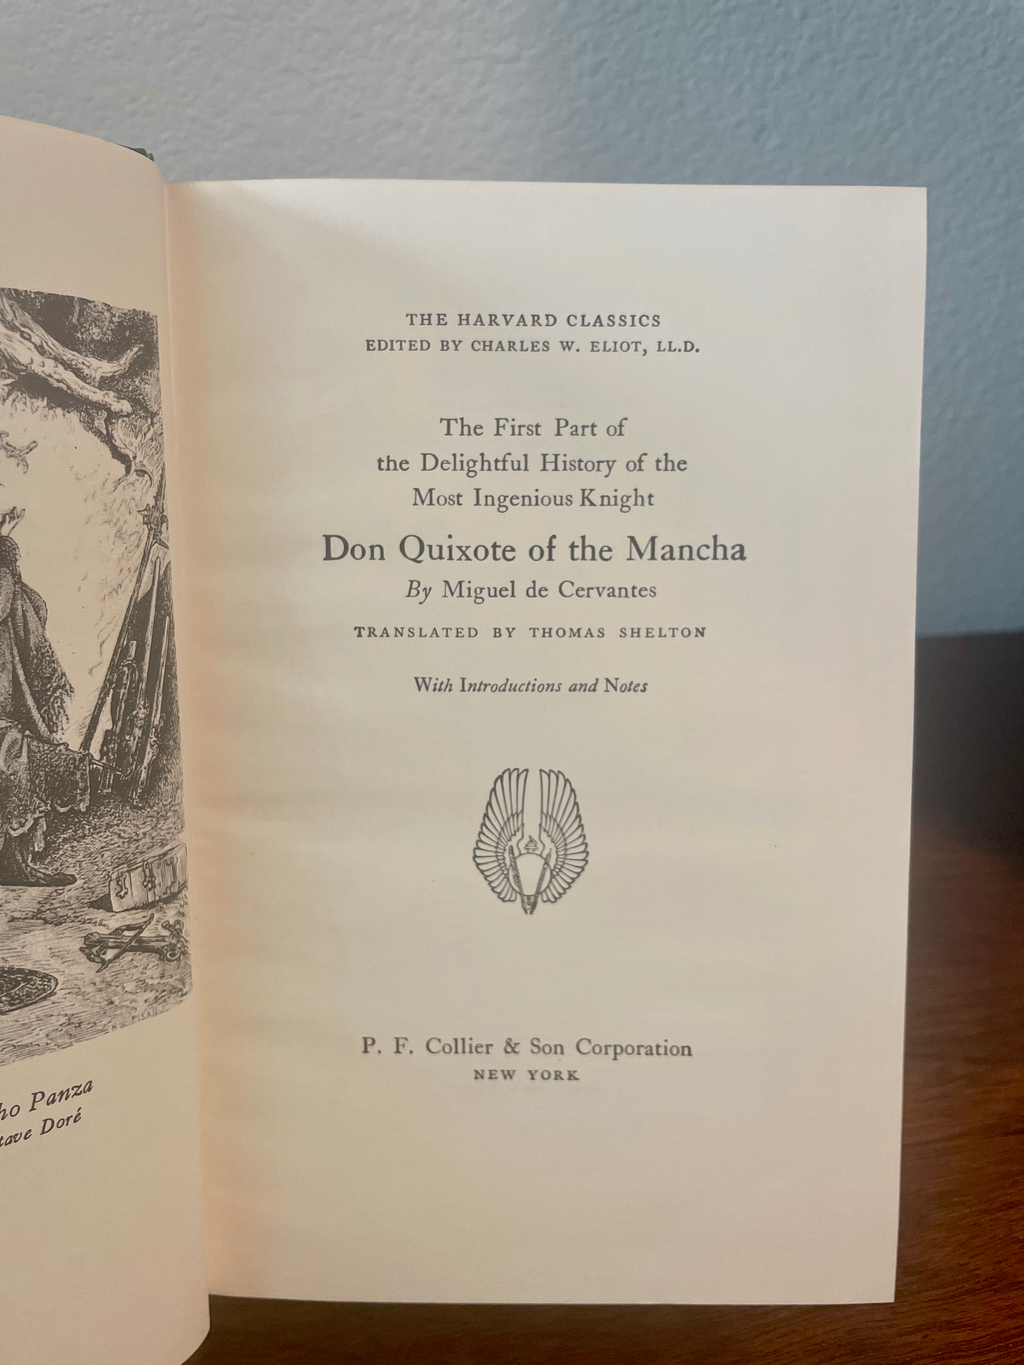 THE HARVARD CLASSICS
EDITED BY CHARLES W. ELIOT, LL.D.
The First Part of
the Delightful History of the
Most Ingenious Knight
Don Quixote of the Mancha
By Miguel de Cervantes
TRANSLATED BY THOMAS SHELTON
With Introductions and Notes
P. F. Collier & Son Corporation
NEW YORK
Panza
Doré